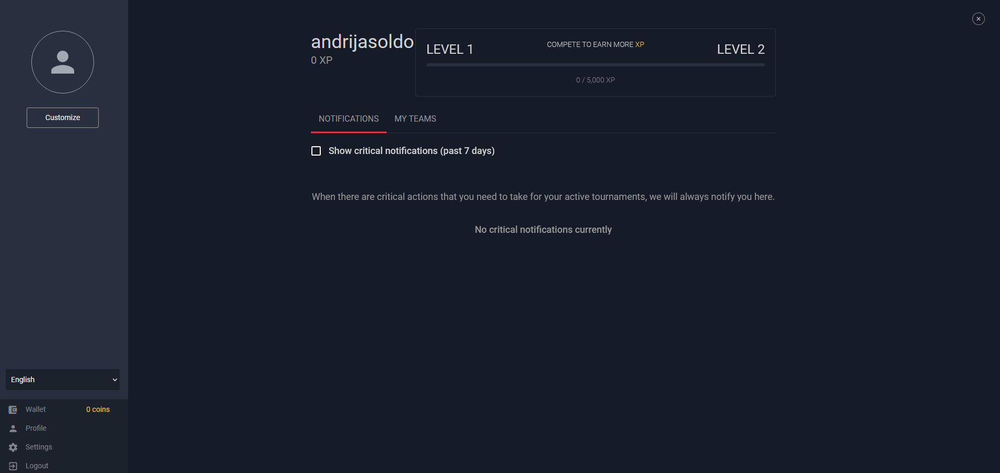 Customize
English
Wallet 0 coins
Profile
Settings
Logout
andrijasoldo
0 XP
LEVEL 1
COMPETE TO EARN MORE XP
LEVEL 2
0 / 5,000 XP
NOTIFICATIONS MY TEAMS
Show critical notifications (past 7 days)
When there are critical actions that you need to take for your active tournaments, we will always notify you here.
No critical notifications currently